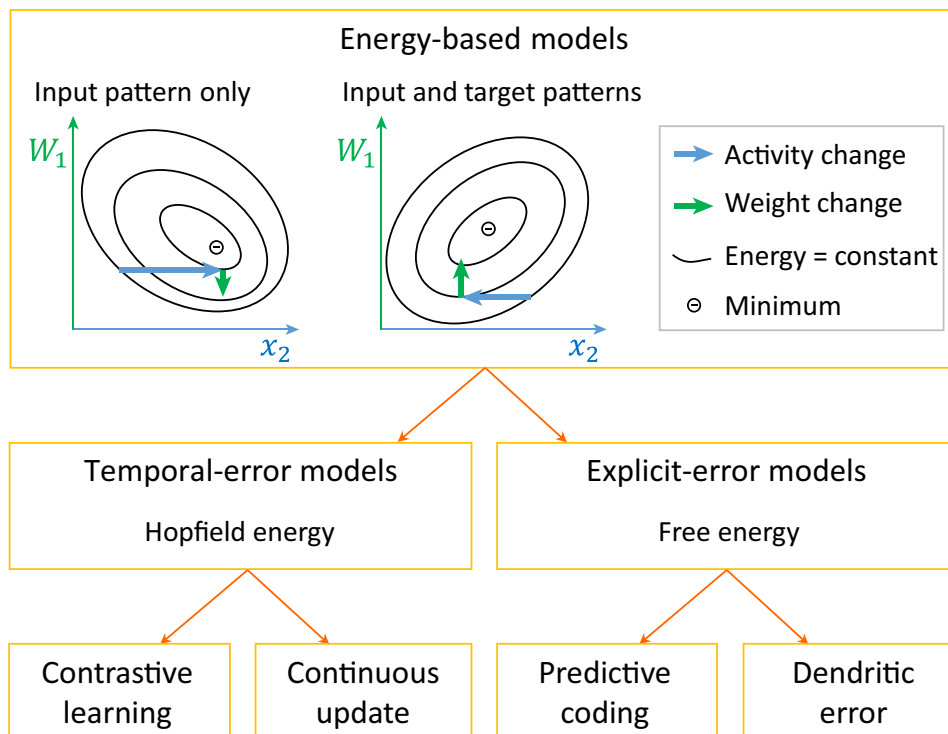 Energy-based models
Input pattern only
Input and target patterns
W₁
x₂
W₁
x₂
Activity change
Weight change
Energy = constant
Minimum
Temporal-error models
Hopfield energy
Explicit-error models
Free energy
Contrastive
learning
Continuous
update
Predictive
coding
Dendritic
error